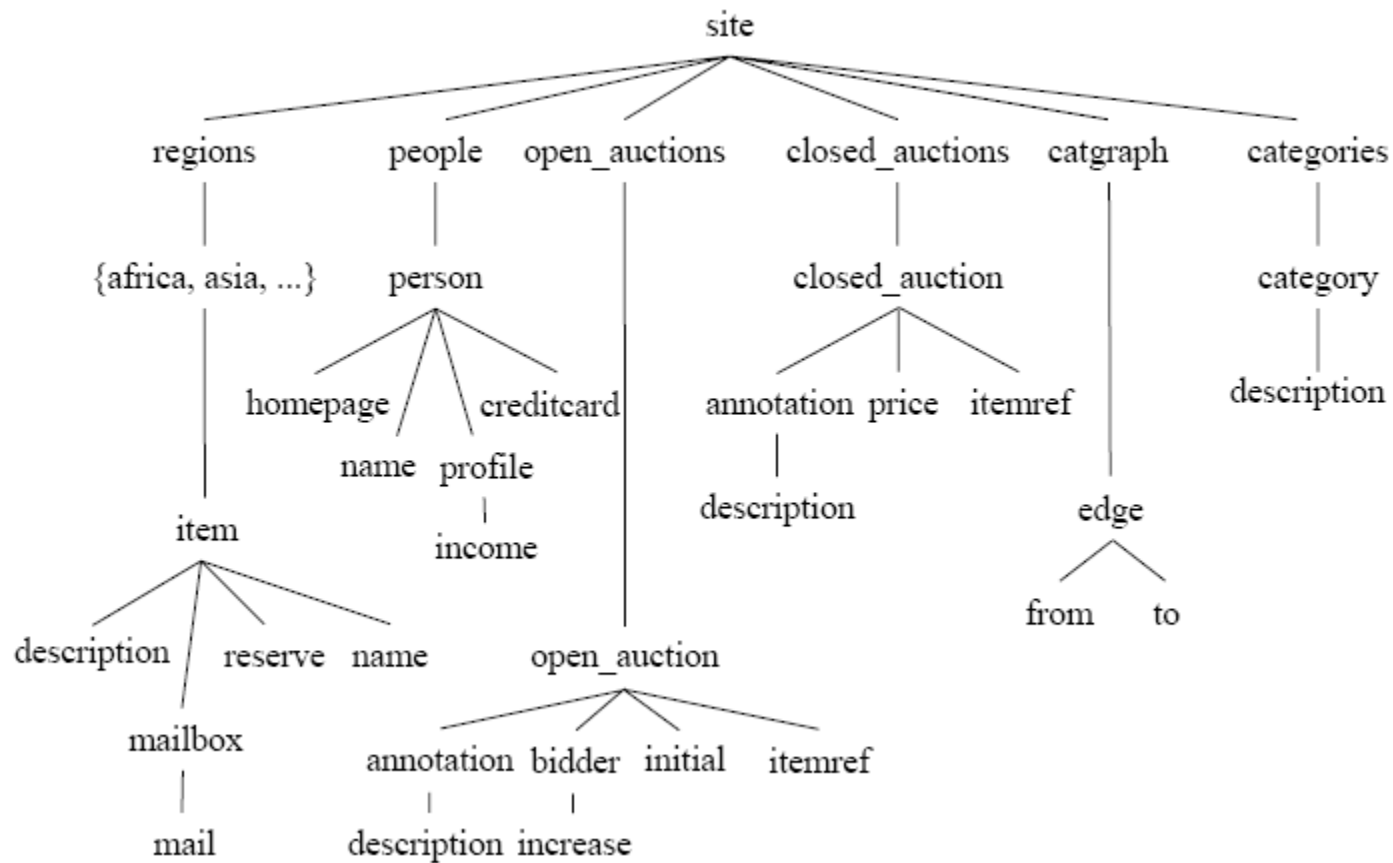 site
regions people open_auctions closed_auctions catgraph categories
{africa, asia, ...} person closed_auction category
homepage creditcard annotation price itemref description
name profile
description edge
item income
from to
description reserve name open_auction
mailbox annotation bidder initial itemref
mail description increase